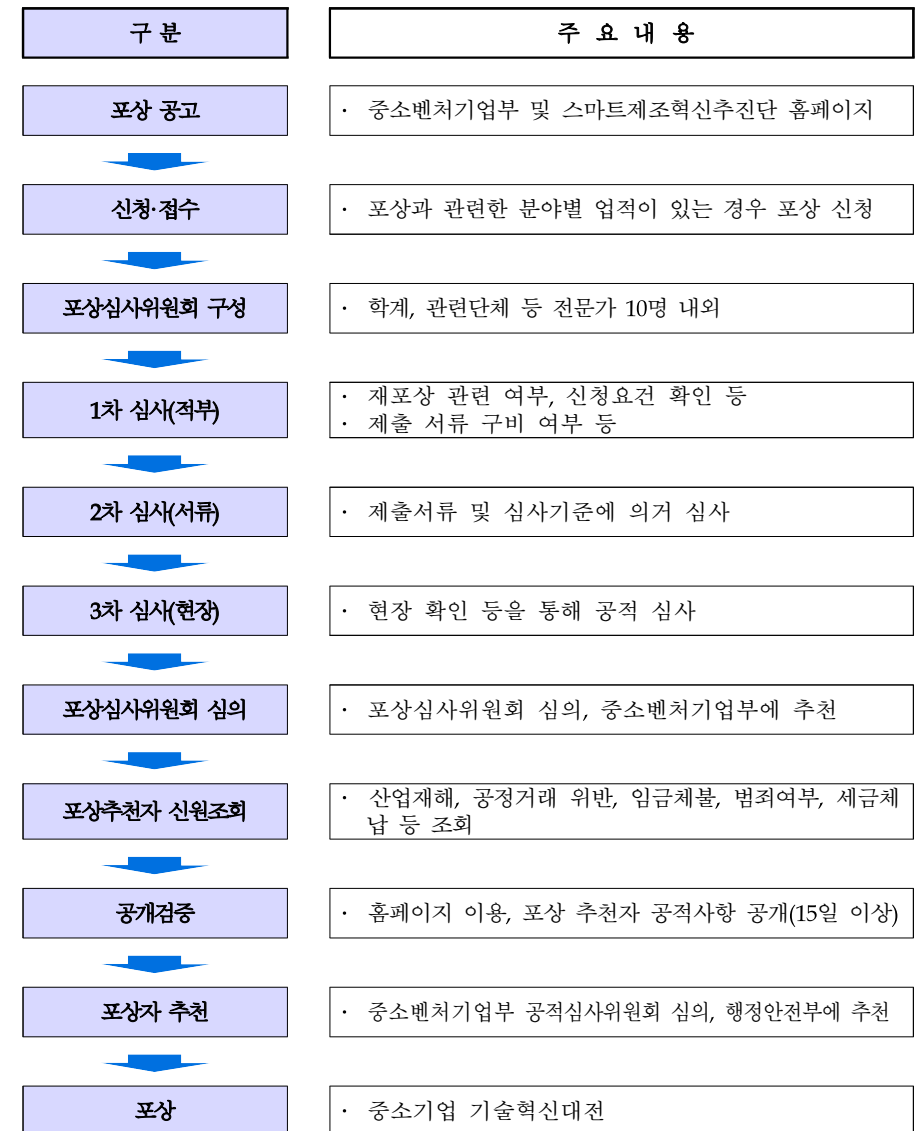 구 분
주 요 내 용
포상 공고
· 중소벤처기업부 및 스마트제조혁신추진단 홈페이지
신청·접수
· 포상과 관련한 분야별 업적이 있는 경우 포상 신청
포상심사위원회 구성
· 학계, 관련단체 등 전문가 10명 내외
1차 심사(적부)
· 재포상 관련 여부, 신청요건 확인 등
· 제출 서류 구비 여부 등
2차 심사(서류)
· 제출서류 및 심사기준에 의거 심사
3차 심사(현장)
· 현장 확인 등을 통해 공적 심사
포상심사위원회 심의
· 포상심사위원회 심의, 중소벤처기업부에 추천
포상추천자 신원조회
· 산업재해, 공정거래 위반, 임금체불, 범죄여부, 세금체
납 등 조회
공개검증
· 홈페이지 이용, 포상 추천자 공적사항 공개(15일 이상)
포상자 추천
· 중소벤처기업부 공적심사위원회 심의, 행정안전부에 추천
포상
· 중소기업 기술혁신대전